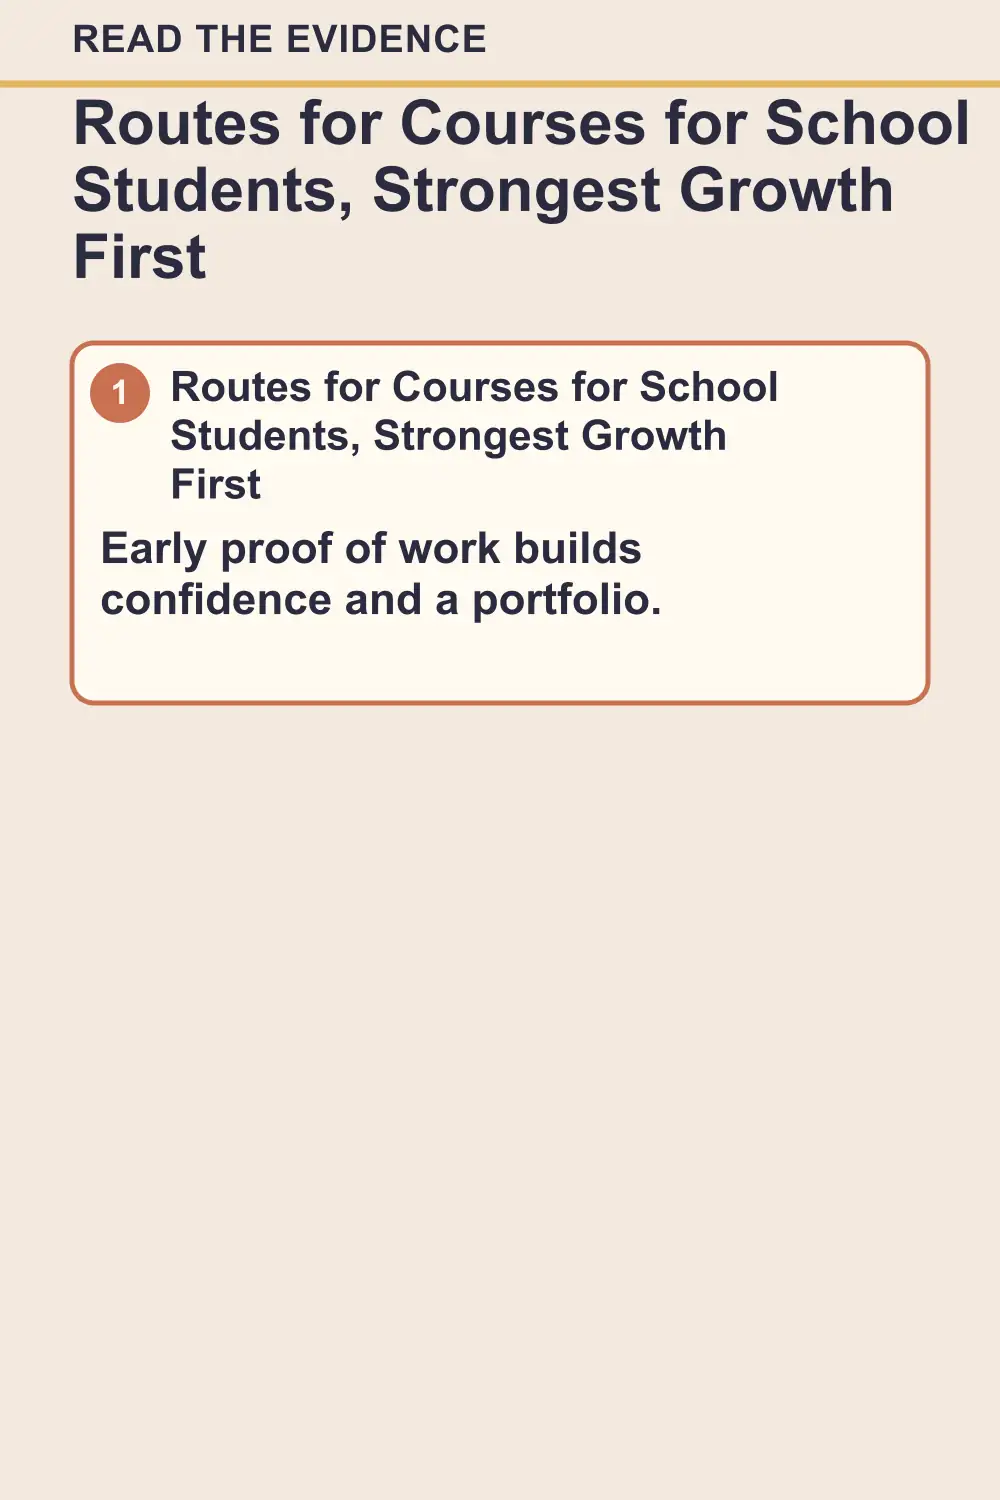 READ THE EVIDENCE
Routes for Courses for School
Students, Strongest Growth
First
1
Routes for Courses for School
Students, Strongest Growth
First
Early proof of work builds
confidence and a portfolio.